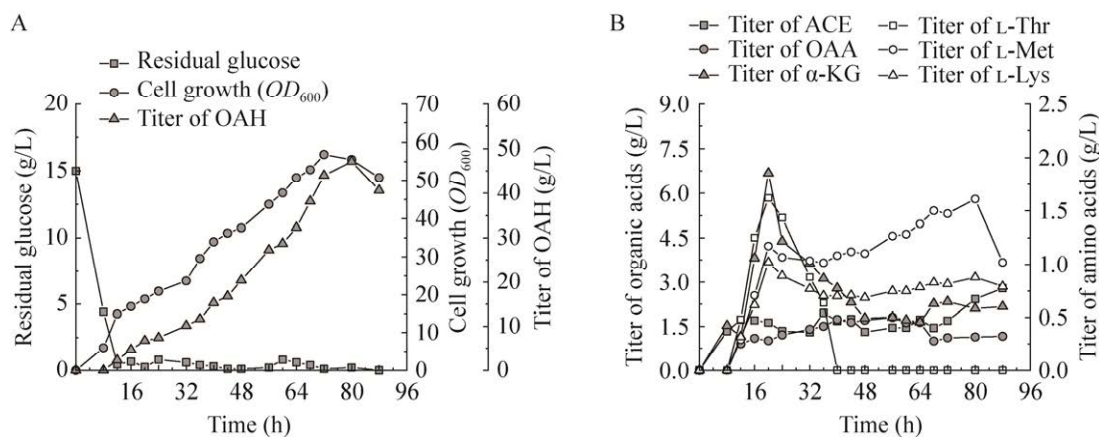 A
Residual glucose
Cell growth (OD600)
Titer of OAH
20
15
10
5
0
Residual glucose (g/L)
70
60
50
40
30
20
10
0
Cell growth (OD600)
60
50
40
30
20
10
0
Titer of OAH (g/L)
16 32 48 64 80 96
Time (h)
B
Titer of ACE
Titer of OAA
Titer of α-KG
Titer of L-Thr
Titer of L-Met
Titer of L-Lys
9.0
7.5
6.0
4.5
3.0
1.5
0.0
Titer of organic acids (g/L)
2.5
2.0
1.5
1.0
0.5
0.0
Titer of amino acids (g/L)
16 32 48 64 80 96
Time (h)